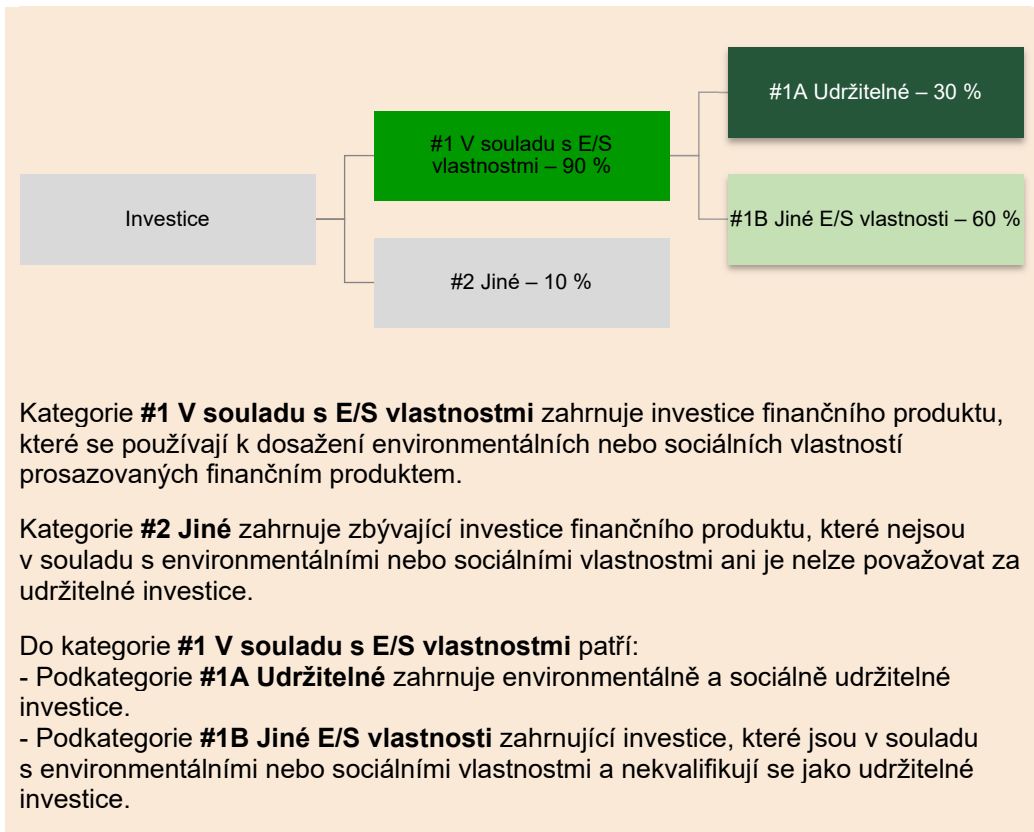 #1A Udržitelné – 30 %
#1 V souladu s E/S
vlastnostmi – 90 %
Investice
#1B Jiné E/S vlastnosti – 60 %
#2 Jiné – 10 %
Kategorie #1 V souladu s E/S vlastnostmi zahrnuje investice finančního produktu,
které se používají k dosažení environmentálních nebo sociálních vlastností
prosazovaných finančním produktem.
Kategorie #2 Jiné zahrnuje zbývající investice finančního produktu, které nejsou
v souladu s environmentálními nebo sociálními vlastnostmi ani je nelze považovat za
udržitelné investice.
Do kategorie #1 V souladu s E/S vlastnostmi patří:
- Podkategorie #1A Udržitelné zahrnuje environmentálně a sociálně udržitelné
investice.
- Podkategorie #1B Jiné E/S vlastnosti zahrnující investice, které jsou v souladu
s environmentálními nebo sociálními vlastnostmi a nekvalifikují se jako udržitelné
investice.